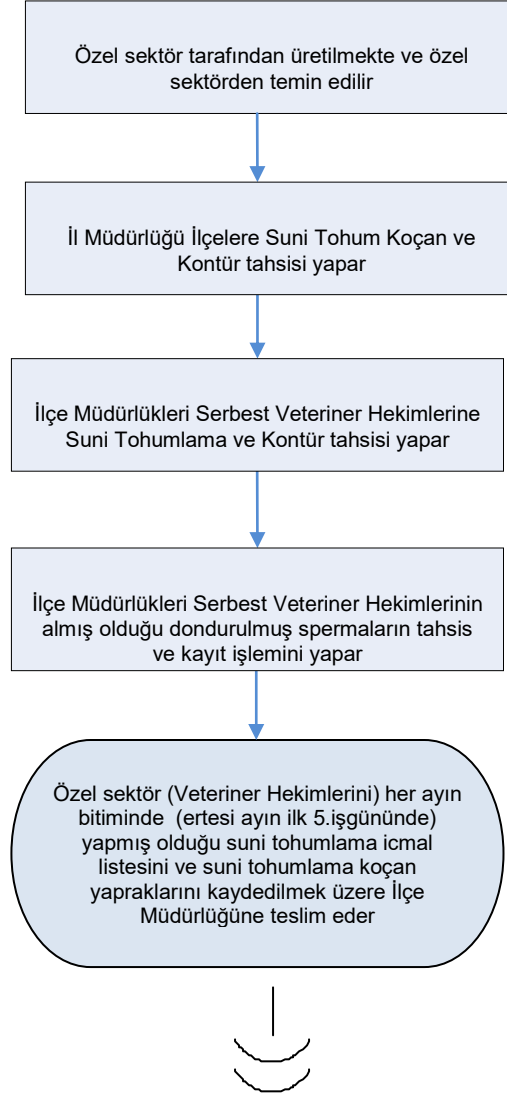 Özel sektör tarafından üretilmekte ve özel
sektörden temin edilir
İl Müdürlüğü İlçelere Suni Tohum Koçan ve
Kontür tahsisi yapar
İlçe Müdürlükleri Serbest Veteriner Hekimlerine
Suni Tohumlama ve Kontür tahsisi yapar
İlçe Müdürlükleri Serbest Veteriner Hekimlerinin
almış olduğu dondurulmuş spermaların tahsis
ve kayıt işlemini yapar
Özel sektör (Veteriner Hekimlerini) her ayın
bitiminde (ertesi ayın ilk 5.işgününde)
yapmış olduğu suni tohumlama icmal
listesini ve suni tohumlama koçan
yapraklarını kaydedilmek üzere İlçe
Müdürlüğüne teslim eder